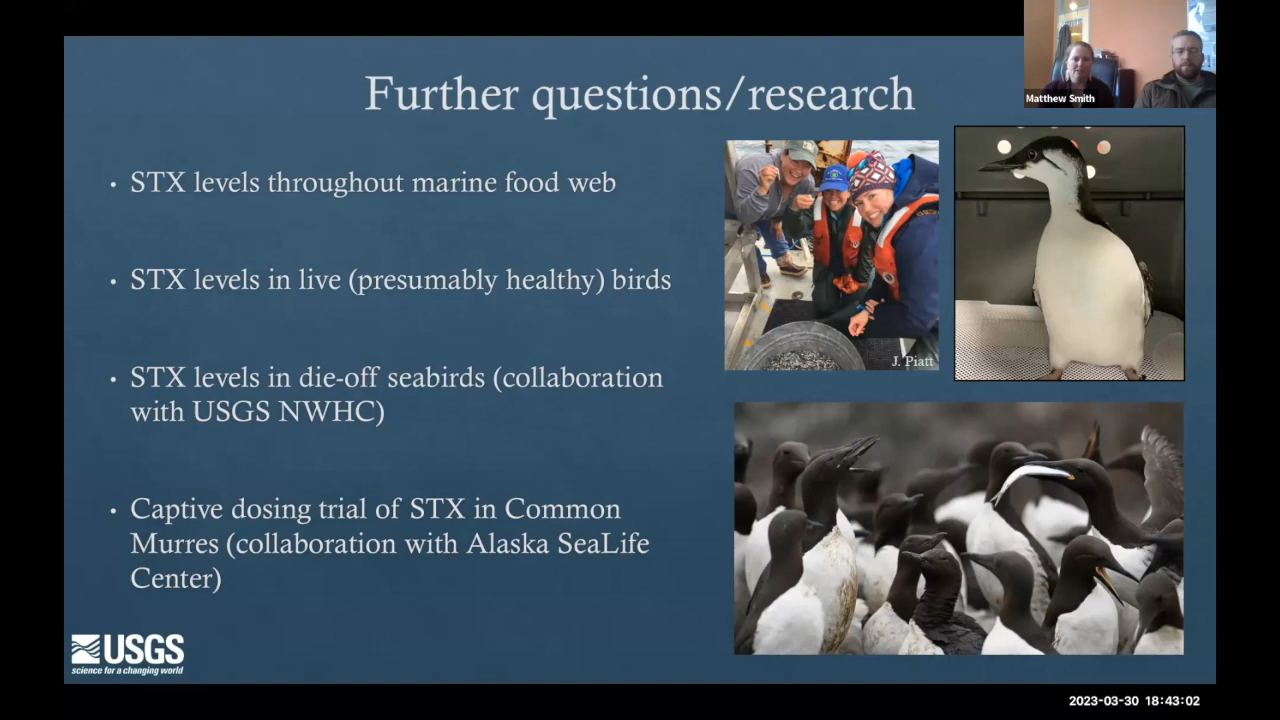 Matthew Smith
Further questions/research
• STX levels throughout marine food web
• STX levels in live (presumably healthy) birds
• STX levels in die-off seabirds (collaboration
with USGS NWHC)
• Captive dosing trial of STX in Common
Murres (collaboration with Alaska SeaLife
Center)
J. Piatt
USGS
science for a changing world
2023-03-30 18:43:02